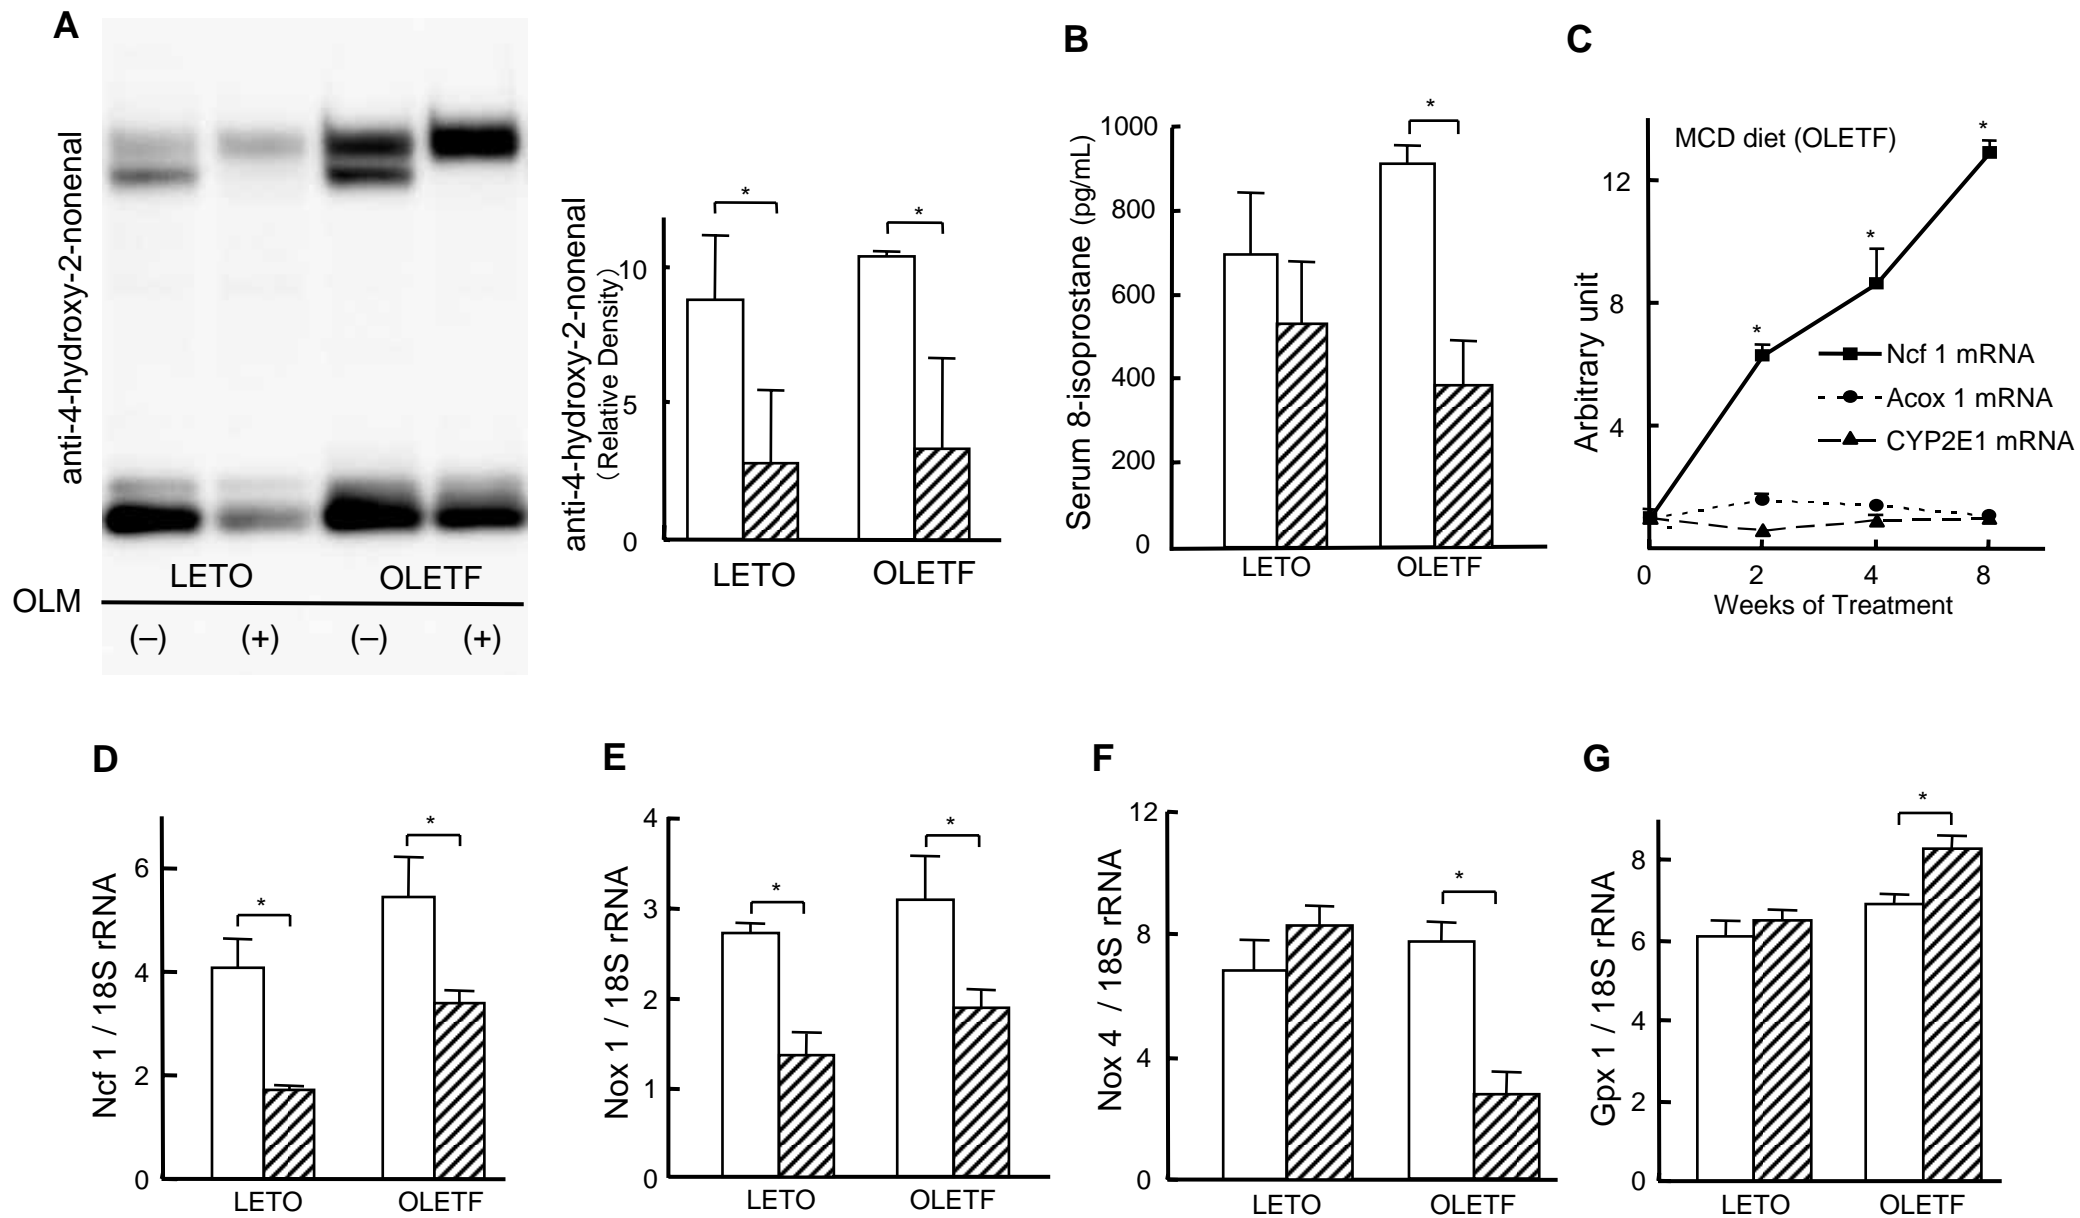 A
anti-4-hydroxy-2-nonenal
LETO
OLETF
OLM
(–)
(+)
(–)
(+)
anti-4-hydroxy-2-nonenal
(Relative Density)
10
5
0
*
*
LETO
OLETF
B
Serum 8-isoprostane (pg/mL)
1000
800
600
400
200
0
*
LETO
OLETF
C
MCD diet (OLETF)
Arbitrary unit
12
8
4
*
*
*
Ncf 1 mRNA
Acox 1 mRNA
CYP2E1 mRNA
0
2
4
8
Weeks of Treatment
D
Ncf 1 / 18S rRNA
6
4
2
0
*
*
LETO
OLETF
E
Nox 1 / 18S rRNA
4
3
2
1
0
*
*
LETO
OLETF
F
Nox 4 / 18S rRNA
12
8
4
0
*
LETO
OLETF
G
Gpx 1 / 18S rRNA
8
6
4
2
0
*
LETO
OLETF